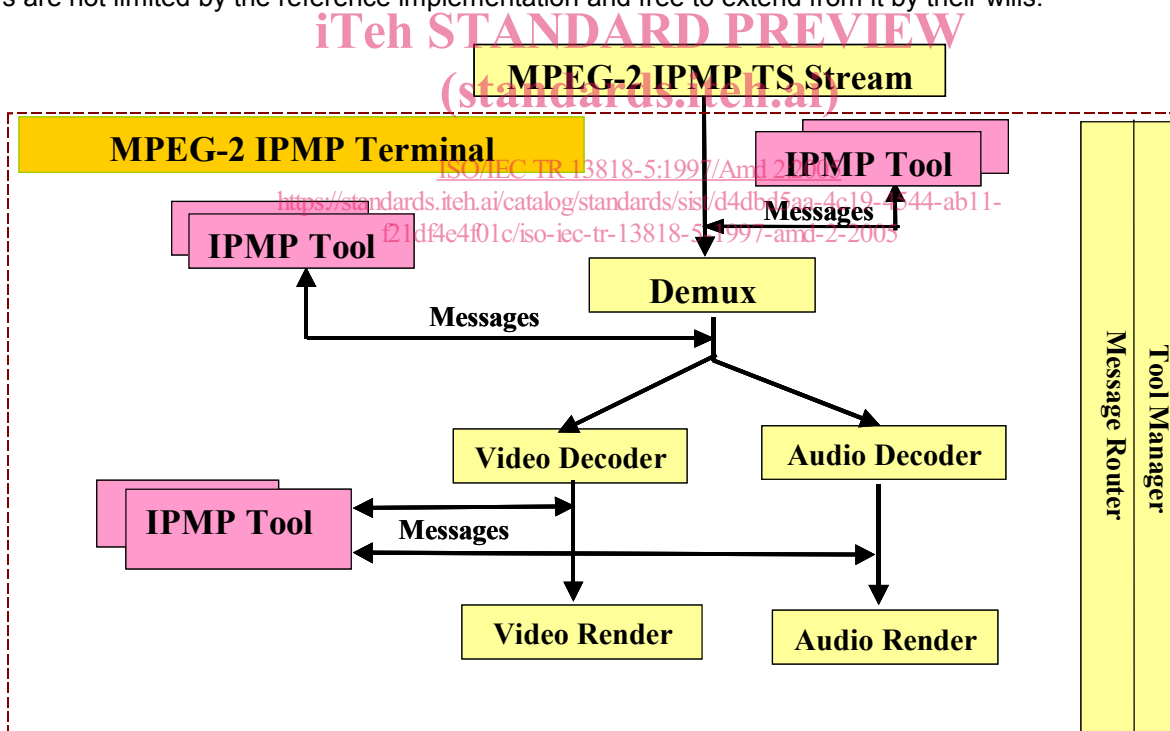 s are not limited by the reference implementation and free to extend from it by their wills.
iTeh STANDARD PREVIEW
MPEG-2 IPMP TS Stream
(standards.iteh.ai)
MPEG-2 IPMP Terminal
IPMP Tool
ISO/IEC TR 13818-5:1997/Amd 2:2005
https://standards.iteh.ai/catalog/standards/sist/d4dbd5aa-4c19-4544-ab11-
Messages
f21df4e4f01c/iso-iec-tr-13818-5-1997-amd-2-2005
IPMP Tool
Demux
Messages
Message Router
Tool Manager
Video Decoder
Audio Decoder
IPMP Tool
Messages
Video Render
Audio Render